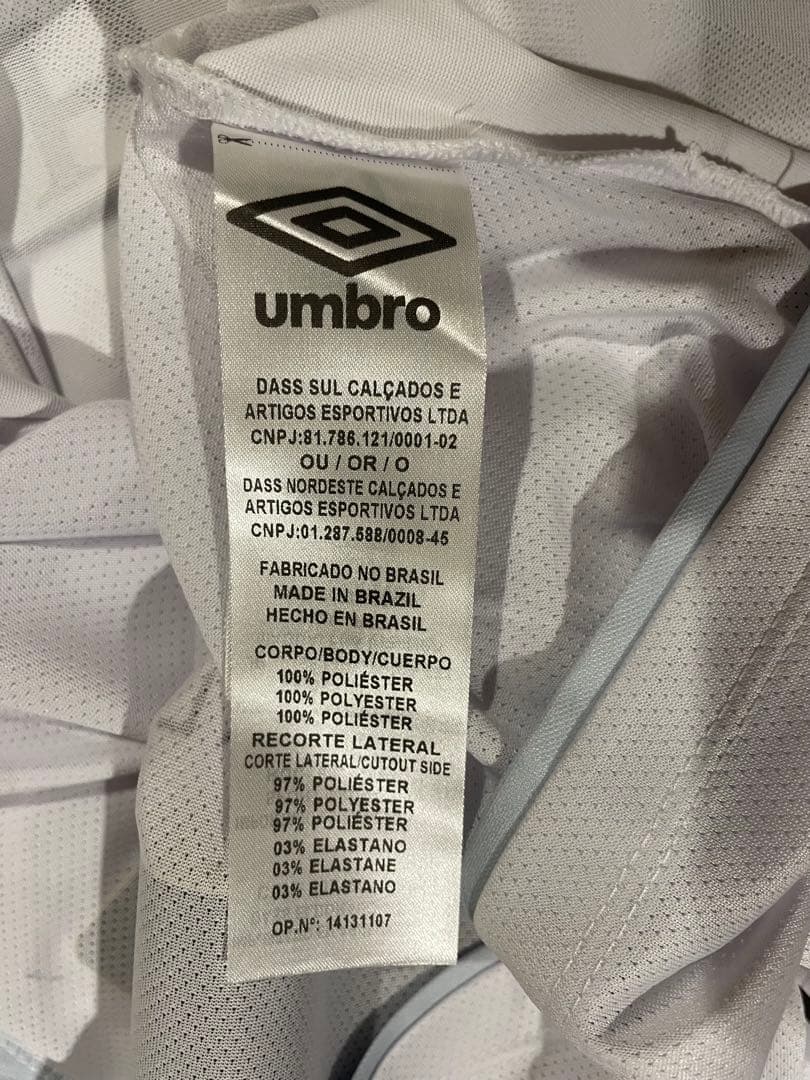 umbro
DASS SUL CALÇADOS E
ARTIGOS ESPORTIVOS LTDA
CNPJ:81.786.121/0001-02
OU / OR / O
DASS NORDESTE CALÇADOS E
ARTIGOS ESPORTIVOS LTDA
CNPJ:01.287.588/0008-45
FABRICADO NO BRASIL
MADE IN BRAZIL
HECHO EN BRASIL
CORPO/BODY/CUERPO
100% POLIÉSTER
100% POLYESTER
100% POLIÉSTER
RECORTE LATERAL
CORTE LATERAL/CUTOUT SIDE
97% POLIÉSTER
97% POLYESTER
97% POLIÉSTER
03% ELASTANO
03% ELASTANE
03% ELASTANO
OP.Nº: 14131107